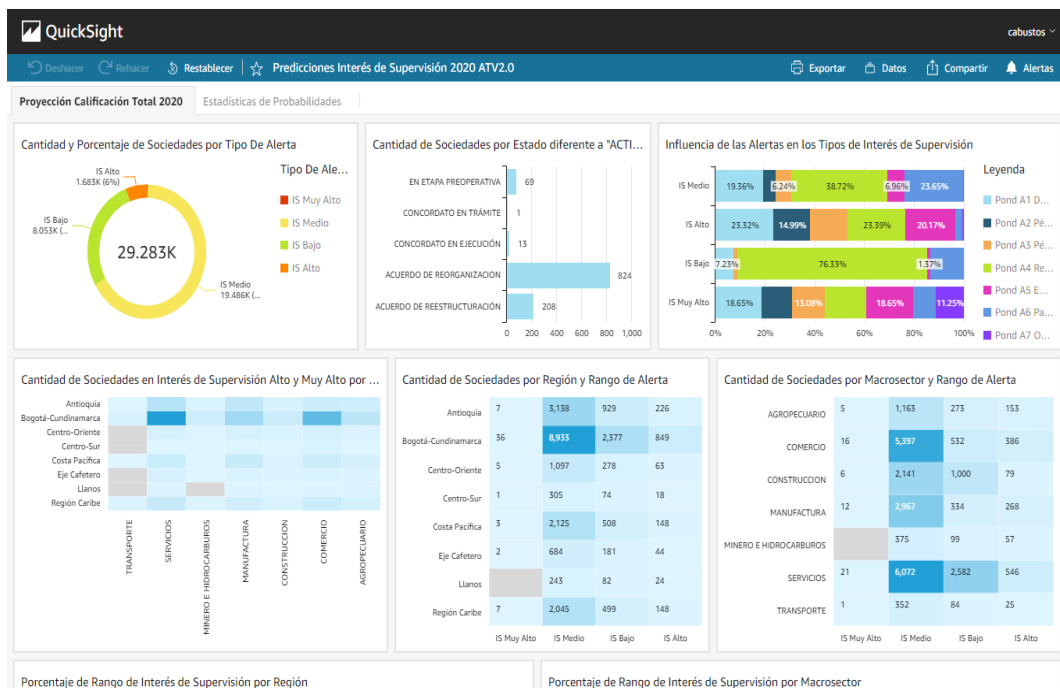 QuickSight
cabustos
Deshacer Rehacer Restablecer Predicciones Interés de Supervisión 2020 ATV2.0 Exportar Datos Compartir Alertas
Proyección Calificación Total 2020 Estadísticas de Probabilidades
Cantidad y Porcentaje de Sociedades por Tipo De Alerta
IS Alto
1.683K (6%)
IS Bajo
8.053K (...
29.283K
IS Medio
19.486K (...
Tipo De Ale...
IS Muy Alto
IS Medio
IS Bajo
IS Alto
Cantidad de Sociedades por Estado diferente a "ACTI...
EN ETAPA PREOPERATIVA 69
CONCORDATO EN TRÁMITE 1
CONCORDATO EN EJECUCIÓN 13
ACUERDO DE REORGANIZACION 824
ACUERDO DE REESTRUCTURACIÓN 208
0 200 400 600 800 1,000
Influencia de las Alertas en los Tipos de Interés de Supervisión
IS Medio 19.36% 6.24% 38.72% 6.96% 23.65%
IS Alto 23.32% 14.99% 23.39% 20.17%
IS Bajo 7.23% 76.33% 1.37%
IS Muy Alto 18.65% 13.08% 18.65% 11.25%
0% 20% 40% 60% 80% 100%
Leyenda
Pond A1 D...
Pond A2 Pé...
Pond A3 Pé...
Pond A4 Re...
Pond A5 E...
Pond A6 Pa...
Pond A7 O...
Cantidad de Sociedades en Interés de Supervisión Alto y Muy Alto por ...
Antioquia
Bogotá-Cundinamarca
Centro-Oriente
Centro-Sur
Costa Pacífica
Eje Cafetero
Llanos
Región Caribe
TRANSPORTE
SERVICIOS
MINERO E HIDROCARBUROS
MANUFACTURA
CONSTRUCCION
COMERCIO
AGROPECUARIO
Cantidad de Sociedades por Región y Rango de Alerta
Antioquia 7 3,138 929 226
Bogotá-Cundinamarca 36 8,933 2,377 849
Centro-Oriente 5 1,097 278 63
Centro-Sur 1 305 74 18
Costa Pacífica 3 2,125 508 148
Eje Cafetero 2 684 181 44
Llanos 243 82 24
Región Caribe 7 2,045 499 148
IS Muy Alto IS Medio IS Bajo IS Alto
Cantidad de Sociedades por Macrosector y Rango de Alerta
AGROPECUARIO 5 1,163 273 153
COMERCIO 16 5,397 532 386
CONSTRUCCION 6 2,141 1,000 79
MANUFACTURA 12 2,967 334 268
MINERO E HIDROCARBUROS 375 99 57
SERVICIOS 21 6,072 2,582 546
TRANSPORTE 1 352 84 25
IS Muy Alto IS Medio IS Bajo IS Alto
Porcentaje de Rango de Interés de Supervisión por Región
Porcentaje de Rango de Interés de Supervisión por Macrosector